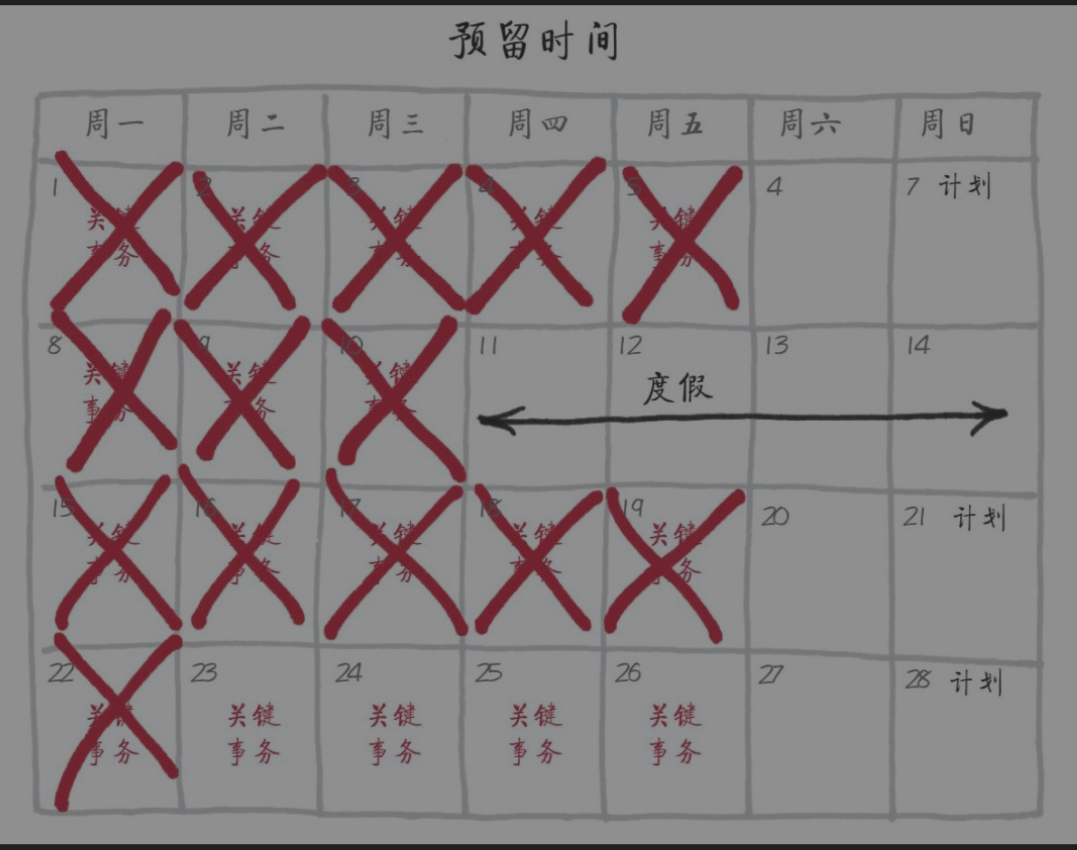 预留时间
周一 周二 周三 周四 周五 周六 周日
1 2 3 4 5 4 7 计划
关键 关键 关键 关键 关键
事务 事务 事务 事务 事务
8 9 10 11 12 13 14
关键 关键 关键 度假
事务 事务 事务
15 16 17 18 19 20 21 计划
关键 关键 关键 关键 关键
事务 事务 事务 事务 事务
22 23 24 25 26 27 28 计划
关键 关键 关键 关键 关键
事务 事务 事务 事务 事务